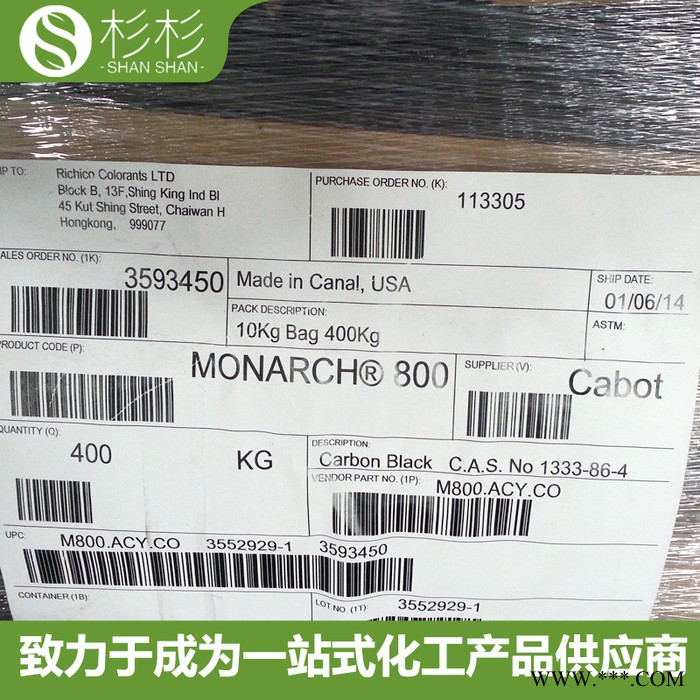 杉杉
-SHAN SHAN-
IP TO:
Richico Colorants LTD
Block B, 13F,Shing King Ind Bl
45 Kut Shing Street, Chaiwan H
Hongkong, 999077
PURCHASE ORDER NO. (K):
113305
ALES ORDER NO. (1K):
3593450
Made in Canal, USA
SHIP DATE:
01/06/14
PACK DESCRIPTION:
10Kg Bag 400Kg
ASTM:
PRODUCT CODE (P):
MONARCH® 800
SUPPLIER (V):
Cabot
QUANTITY (Q):
400 KG
DESCRIPTION:
Carbon Black C.A.S. No 1333-86-4
VENDOR PART NO. (1P):
M800.ACY.CO
UPC:
M800.ACY.CO 3552929-1 3593450
CONTAINER (1B):
LOT NO. (1T):
3552929-1
致力于成为一站式化工产品供应商
www.***.COM